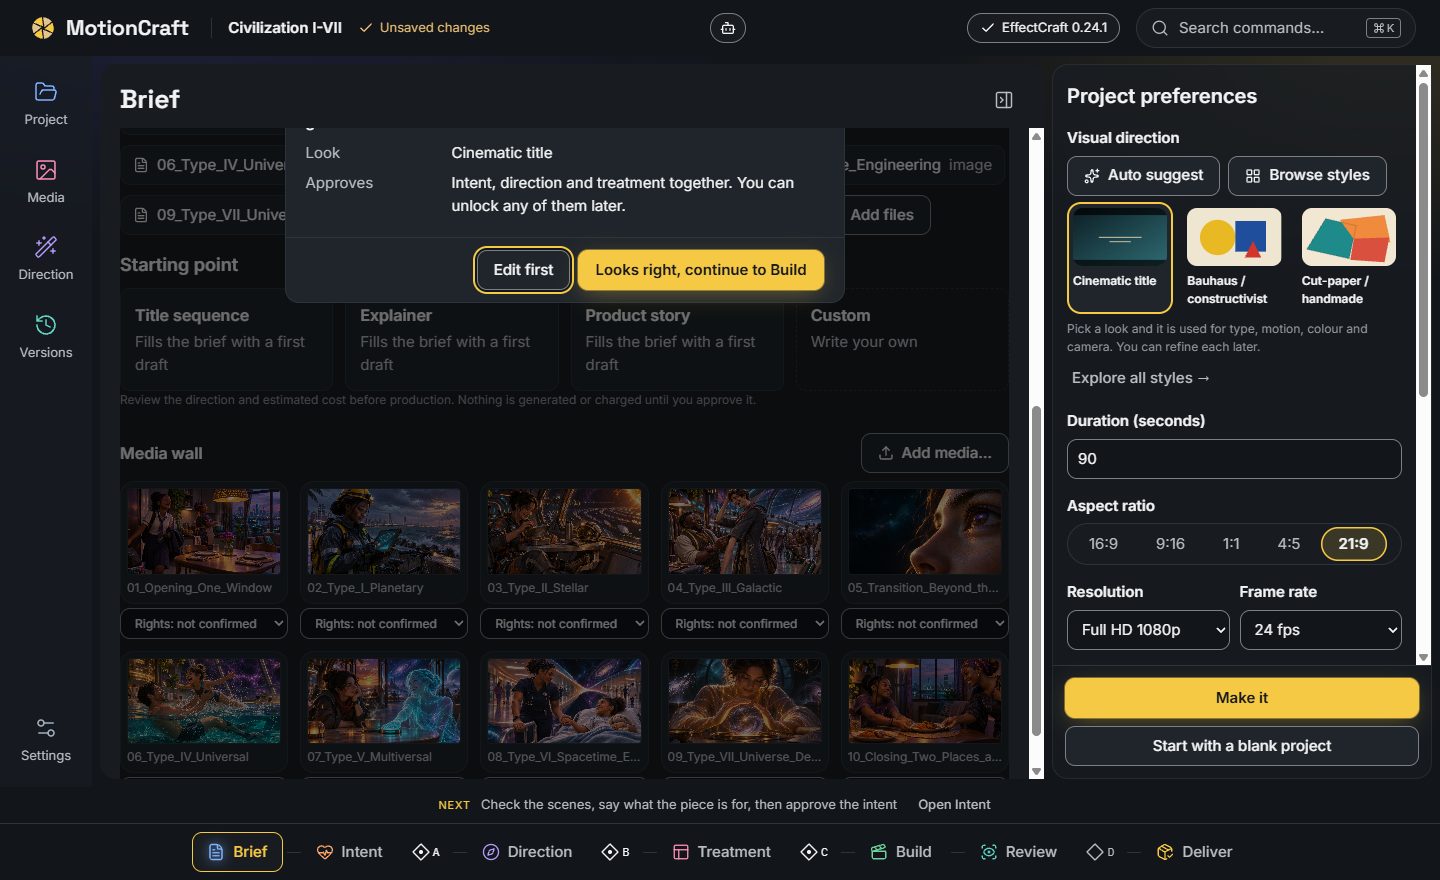 MotionCraft
Civilization I-VII
Unsaved changes
EffectCraft 0.24.1
Search commands...
⌘K
Project
Media
Direction
Versions
Settings
Brief
06_Type_IV_Univer
e_Engineering image
09_Type_VII_Unive
Add files
Look
Cinematic title
Approves
Intent, direction and treatment together. You can
unlock any of them later.
Edit first
Looks right, continue to Build
Starting point
Title sequence
Fills the brief with a first
draft
Explainer
Fills the brief with a first
draft
Product story
Fills the brief with a first
draft
Custom
Write your own
Review the direction and estimated cost before production. Nothing is generated or charged until you approve it.
Media wall
Add media...
01_Opening_One_Window
02_Type_I_Planetary
03_Type_II_Stellar
04_Type_III_Galactic
05_Transition_Beyond_th...
Rights: not confirmed
Rights: not confirmed
Rights: not confirmed
Rights: not confirmed
Rights: not confirmed
06_Type_IV_Universal
07_Type_V_Multiversal
08_Type_VI_Spacetime_E...
09_Type_VII_Universe_De...
10_Closing_Two_Places_a...
Project preferences
Visual direction
Auto suggest
Browse styles
Cinematic title
Bauhaus /
constructivist
Cut-paper /
handmade
Pick a look and it is used for type, motion, colour and
camera. You can refine each later.
Explore all styles →
Duration (seconds)
90
Aspect ratio
16:9
9:16
1:1
4:5
21:9
Resolution
Frame rate
Full HD 1080p
24 fps
Make it
Start with a blank project
NEXT Check the scenes, say what the piece is for, then approve the intent
Open Intent
Brief
Intent
A
Direction
B
Treatment
C
Build
Review
D
Deliver